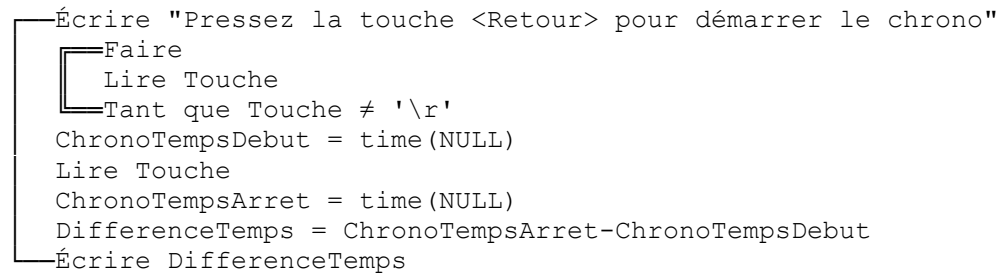 Écrire "Pressez la touche <Retour> pour démarrer le chrono"
Faire
Lire Touche
Tant que Touche ≠ '\r'
ChronoTempsDebut = time(NULL)
Lire Touche
ChronoTempsArret = time(NULL)
DifferenceTemps = ChronoTempsArret-ChronoTempsDebut
Écrire DifferenceTemps